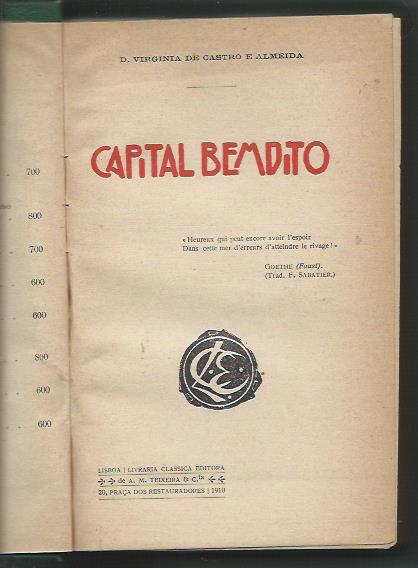 . 700
. 800
. 700
. 600
. 600
. 800
. 600
. 600
D. VIRGINIA DE CASTRO E ALMEIDA
CAPITAL BEMDITO
« Heureux qui peut encore avoir l'espoir
Dans cette mer d'erreurs d'atteindre le rivage ! »
GOETHE (Faust).
(Trad. F. SABATIER.)
LCE
LISBOA | LIVRARIA CLASSICA EDITORA
de A. M. TEIXEIRA & C.ta
20, PRAÇA DOS RESTAURADORES | 1910